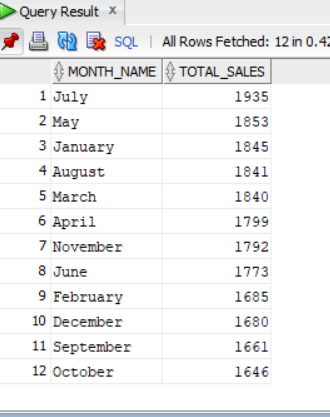 Query Result ×
SQL | All Rows Fetched: 12 in 0.42
MONTH_NAME TOTAL_SALES
1 July 1935
2 May 1853
3 January 1845
4 August 1841
5 March 1840
6 April 1799
7 November 1792
8 June 1773
9 February 1685
10 December 1680
11 September 1661
12 October 1646